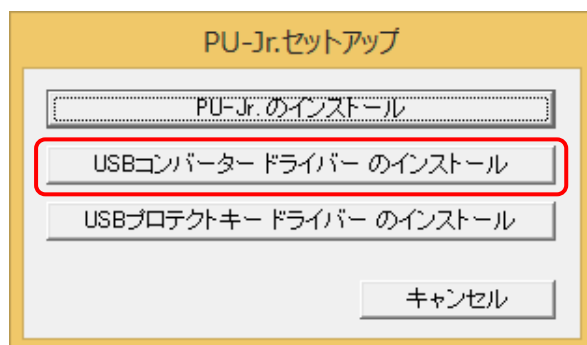 PU-Jr.セットアップ
PU-Jr. のインストール
USBコンバーター ドライバー のインストール
USBプロテクトキー ドライバー のインストール
キャンセル